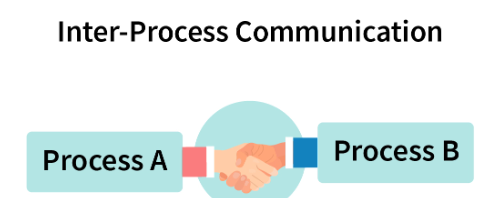 Inter-Process Communication
Process A
Process B